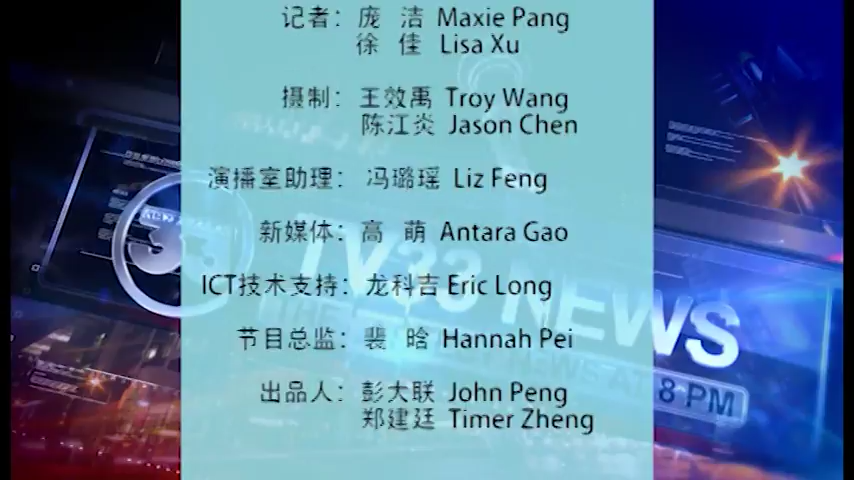 记者: 庞 洁 Maxie Pang
徐 佳 Lisa Xu
摄制: 王效禹 Troy Wang
陈江炎 Jason Chen
演播室助理: 冯璐瑶 Liz Feng
新媒体: 高 萌 Antara Gao
ICT技术支持: 龙科吉 Eric Long
节目总监: 裴 晗 Hannah Pei
出品人: 彭大联 John Peng
郑建廷 Timer Zheng
33
TV33 NEWS
NEWS AT 8 PM